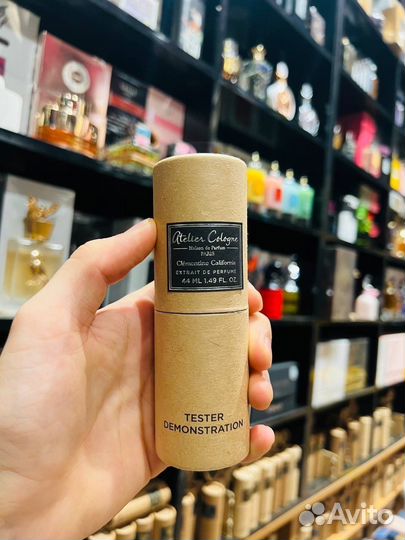 Atelier Cologne
Maison de Parfum
PARIS
Clémentine California
EXTRAIT DE PERFUME
44 ML 1.49 FL. OZ.
TESTER
DEMONSTRATION
Avito